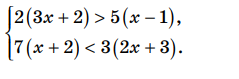 2(3x + 2) > 5(x − 1),
7(x + 2) < 3(2x + 3).